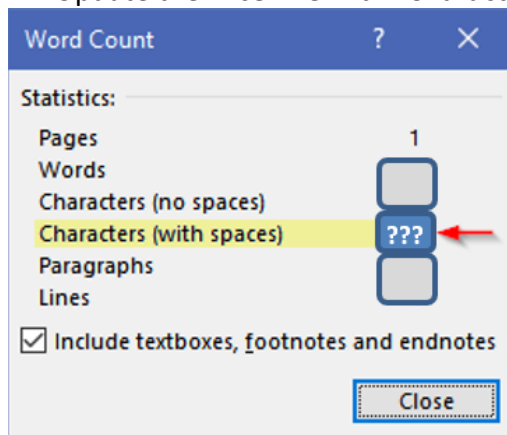 Word Count ? ×
Statistics:
Pages 1
Words
Characters (no spaces)
Characters (with spaces) ???
Paragraphs
Lines
Include textboxes, footnotes and endnotes
Close